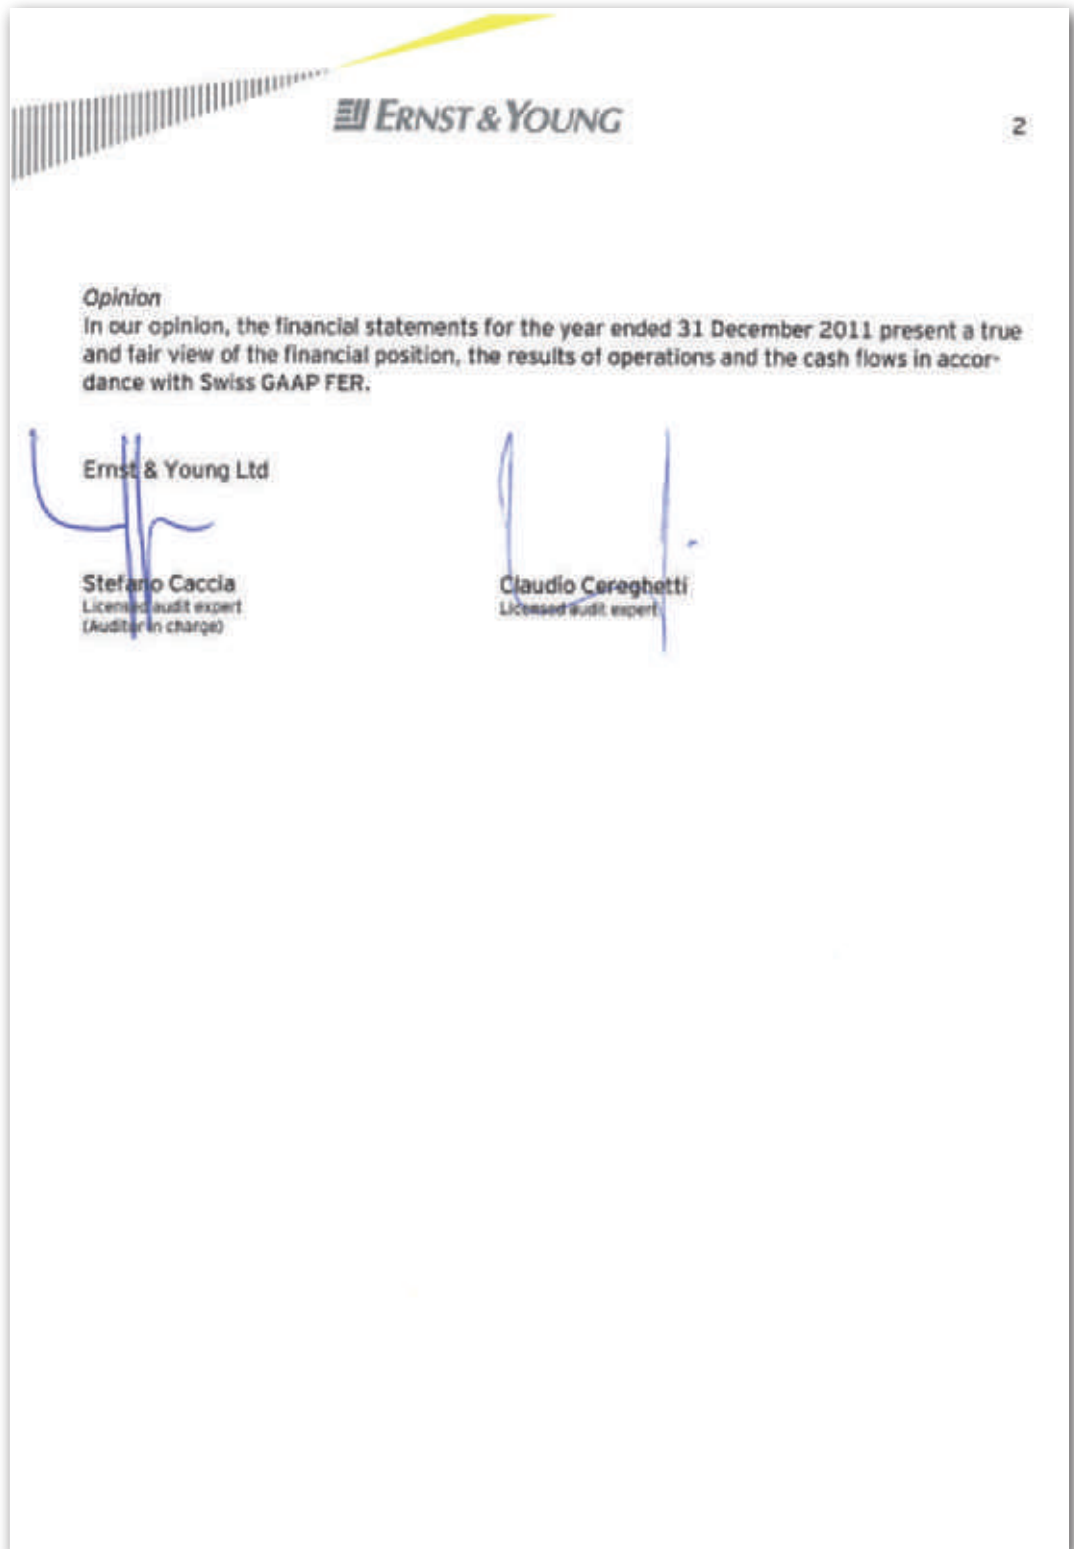 ERNST & YOUNG
2
Opinion
In our opinion, the financial statements for the year ended 31 December 2011 present a true
and fair view of the financial position, the results of operations and the cash flows in accor-
dance with Swiss GAAP FER.
Ernst & Young Ltd
Stefano Caccia
Licensed audit expert
(Auditor in charge)
Claudio Cereghetti
Licensed audit expert